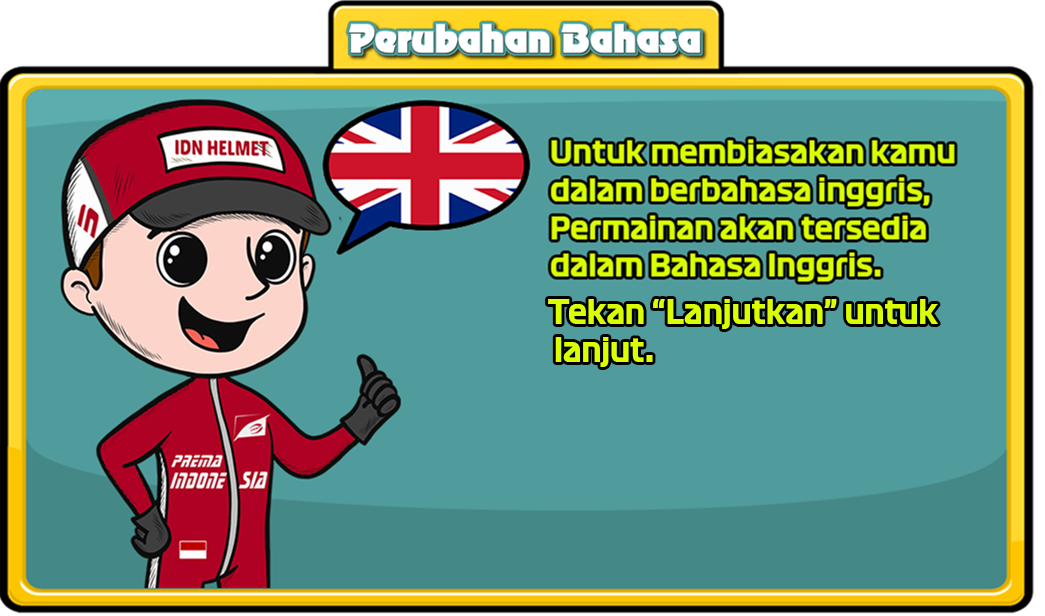 Perubahan Bahasa
IDN HELMET
IN
Untuk membiasakan kamu
dalam berbahasa inggris,
Permainan akan tersedia
dalam Bahasa Inggris.
Tekan “Lanjutkan” untuk
lanjut.
PREMA
INDONE SIA